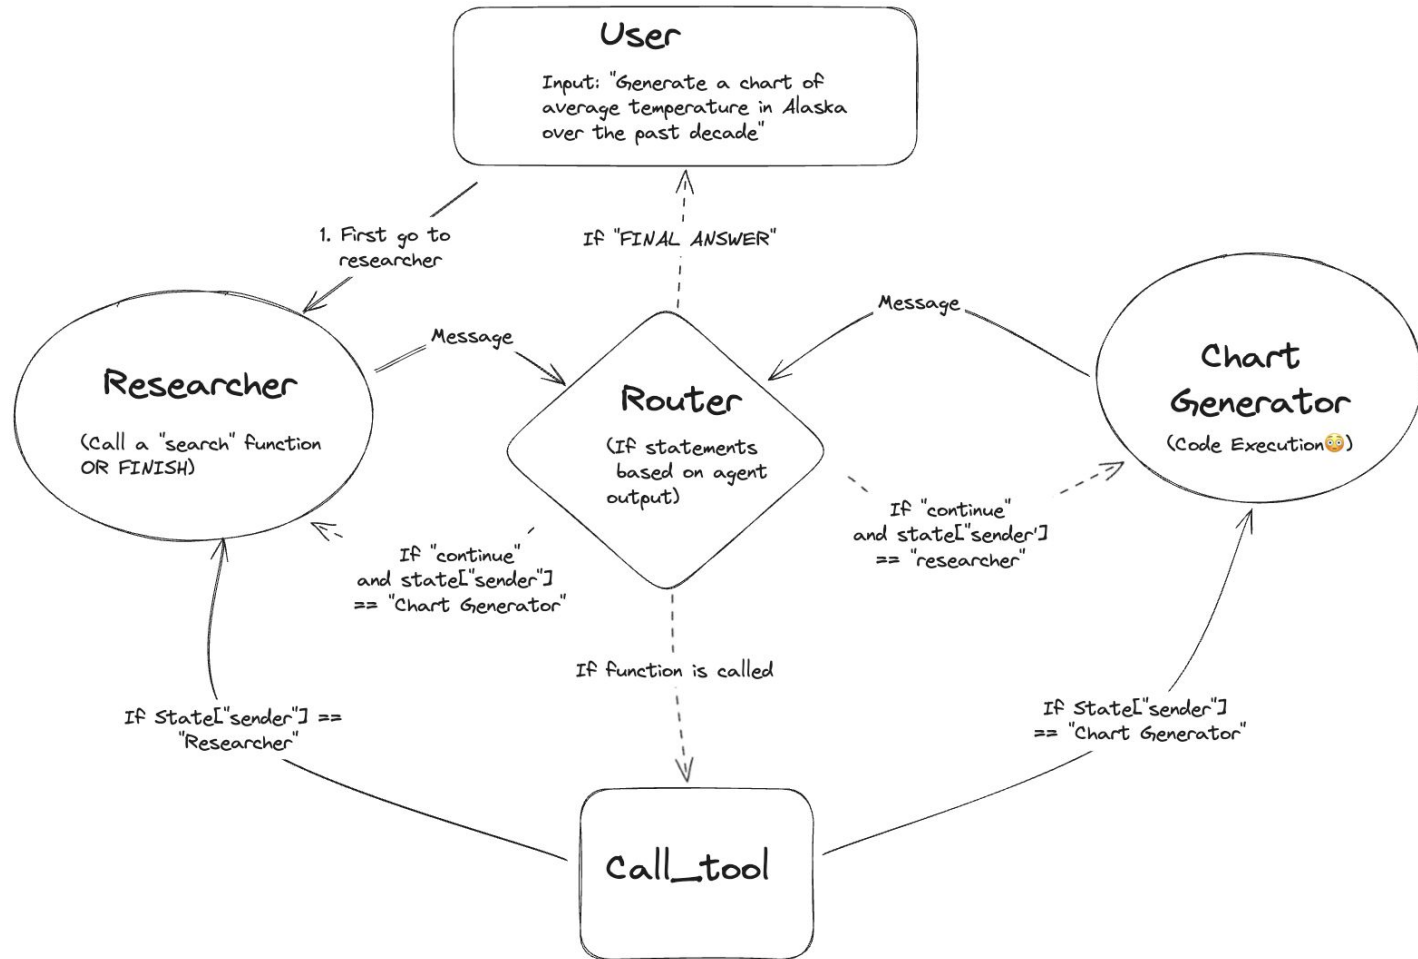 User
Input: "Generate a chart of
average temperature in Alaska
over the past decade"
1. First go to
researcher
If "FINAL ANSWER"
Message
Message
Researcher
(Call a "search" function
OR FINISH)
Router
(If statements
based on agent
output)
Chart
Generator
(Code Execution😳)
If "continue"
and state["sender"]
== "Chart Generator"
If "continue"
and state["sender']
== "researcher"
If function is called
If State["sender"] ==
"Researcher"
If State["sender"]
== "Chart Generator"
Call_tool